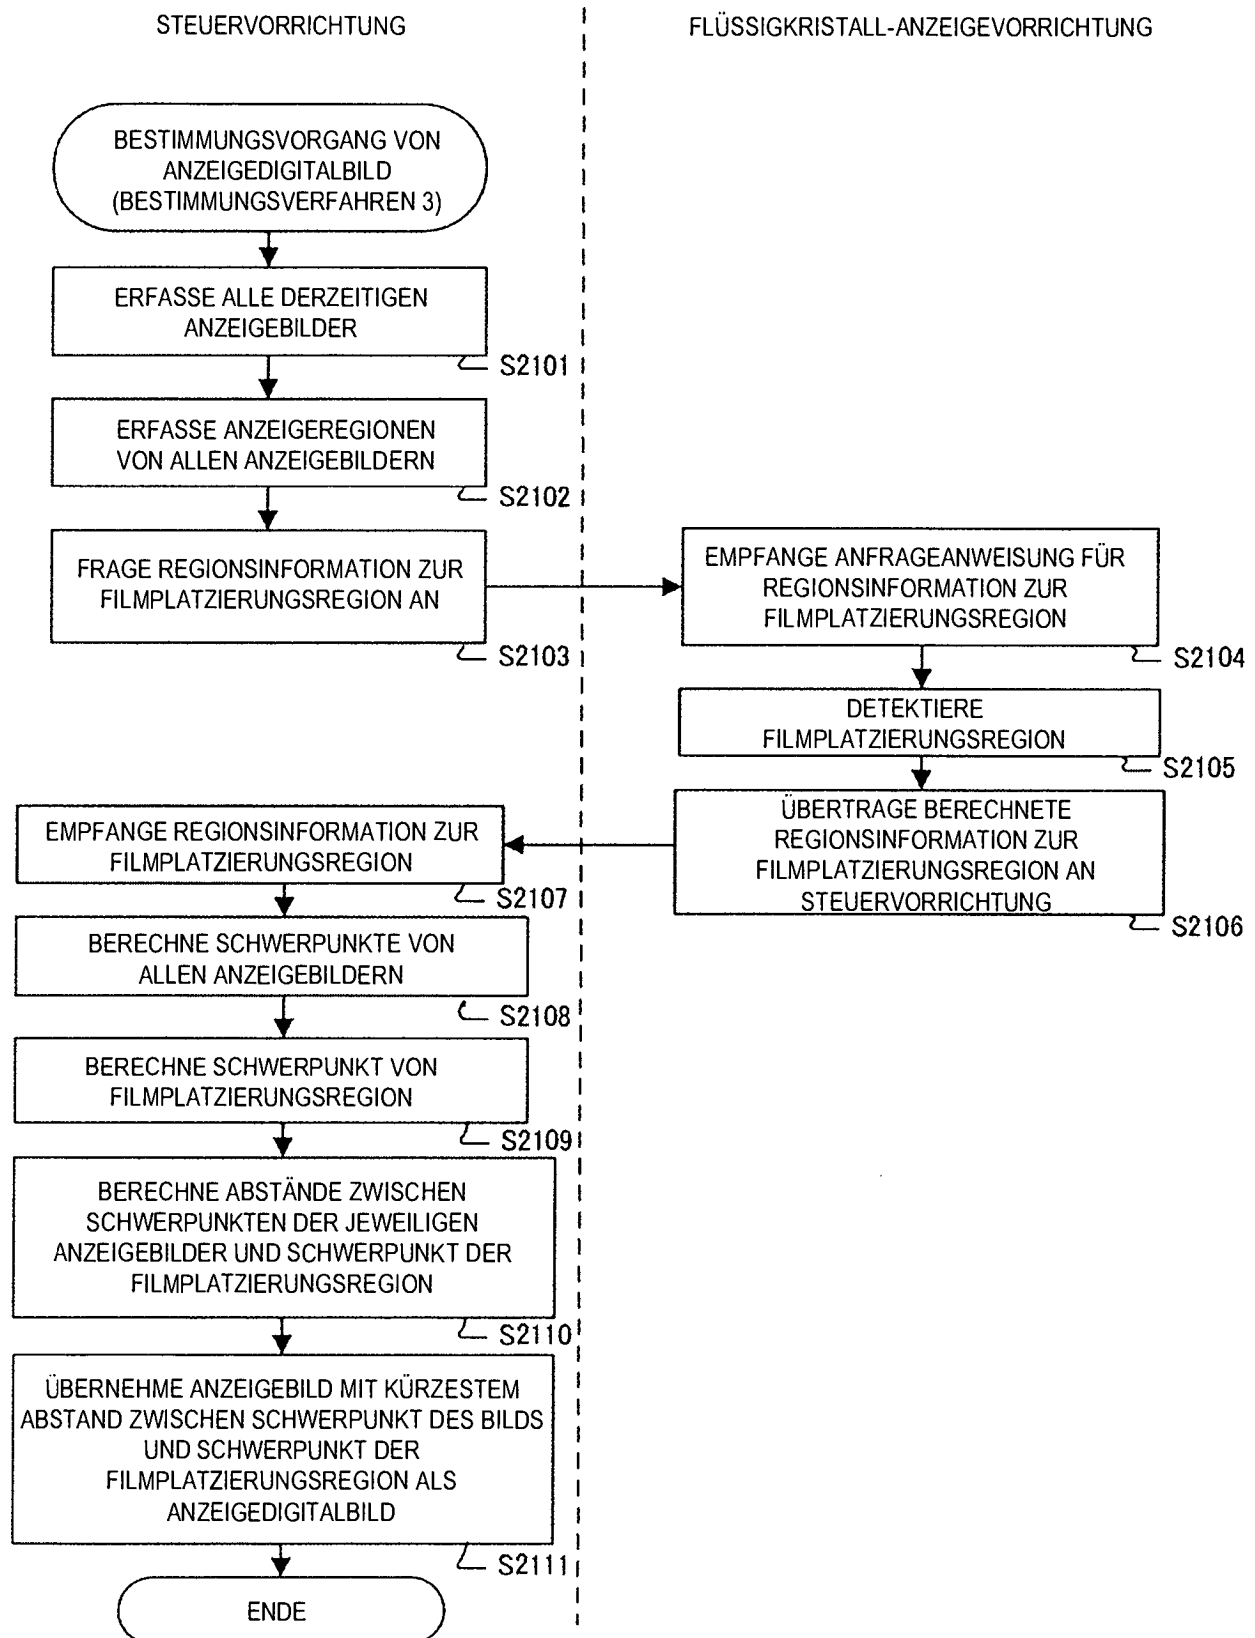 STEUERVORRICHTUNG
FLÜSSIGKRISTALL-ANZEIGEVORRICHTUNG
BESTIMMUNGSVORGANG VON
ANZEIGEDIGITALBILD
(BESTIMMUNGSVERFAHREN 3)
ERFASSE ALLE DERZEITIGEN
ANZEIGEBILDER
S2101
ERFASSE ANZEIGEREGIONEN
VON ALLEN ANZEIGEBILDERN
S2102
FRAGE REGIONSINFORMATION ZUR
FILMPLATZIERUNGSREGION AN
S2103
EMPFANGE ANFRAGEANWEISUNG FÜR
REGIONSINFORMATION ZUR
FILMPLATZIERUNGSREGION
S2104
DETEKTIERE
FILMPLATZIERUNGSREGION
S2105
ÜBERTRAGE BERECHNETE
REGIONSINFORMATION ZUR
FILMPLATZIERUNGSREGION AN
STEUERVORRICHTUNG
S2106
EMPFANGE REGIONSINFORMATION ZUR
FILMPLATZIERUNGSREGION
S2107
BERECHNE SCHWERPUNKTE VON
ALLEN ANZEIGEBILDERN
S2108
BERECHNE SCHWERPUNKT VON
FILMPLATZIERUNGSREGION
S2109
BERECHNE ABSTÄNDE ZWISCHEN
SCHWERPUNKTEN DER JEWEILIGEN
ANZEIGEBILDER UND SCHWERPUNKT DER
FILMPLATZIERUNGSREGION
S2110
ÜBERNEHME ANZEIGEBILD MIT KÜRZESTEM
ABSTAND ZWISCHEN SCHWERPUNKT DES BILDS
UND SCHWERPUNKT DER
FILMPLATZIERUNGSREGION ALS
ANZEIGEDIGITALBILD
S2111
ENDE